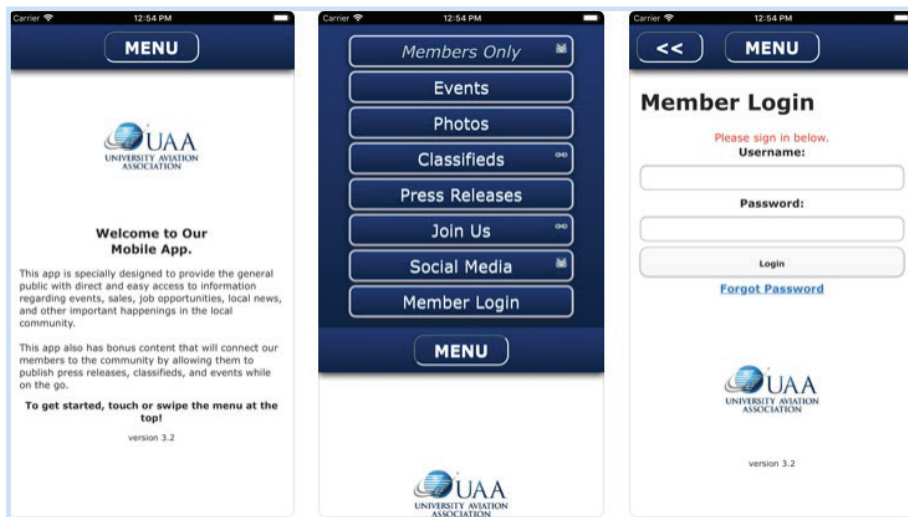 Carrier 12:54 PM
MENU
UAA
UNIVERSITY AVIATION
ASSOCIATION
Welcome to Our
Mobile App.
This app is specially designed to provide the general
public with direct and easy access to information
regarding events, sales, job opportunities, local news,
and other important happenings in the local
community.
This app also has bonus content that will connect our
members to the community by allowing them to
publish press releases, classifieds, and events while
on the go.
To get started, touch or swipe the menu at the
top!
version 3.2
Carrier 12:54 PM
Members Only
Events
Photos
Classifieds
Press Releases
Join Us
Social Media
Member Login
MENU
UAA
UNIVERSITY AVIATION
ASSOCIATION
Carrier 12:54 PM
<< MENU
Member Login
Please sign in below.
Username:
Password:
Login
Forgot Password
UAA
UNIVERSITY AVIATION
ASSOCIATION
version 3.2